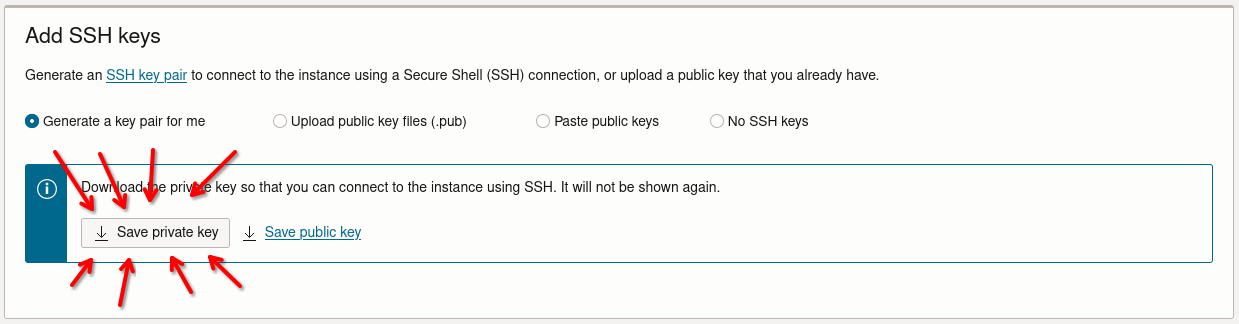 Add SSH keys
Generate an SSH key pair to connect to the instance using a Secure Shell (SSH) connection, or upload a public key that you already have.
Generate a key pair for me Upload public key files (.pub) Paste public keys No SSH keys
Download the private key so that you can connect to the instance using SSH. It will not be shown again.
Save private key Save public key